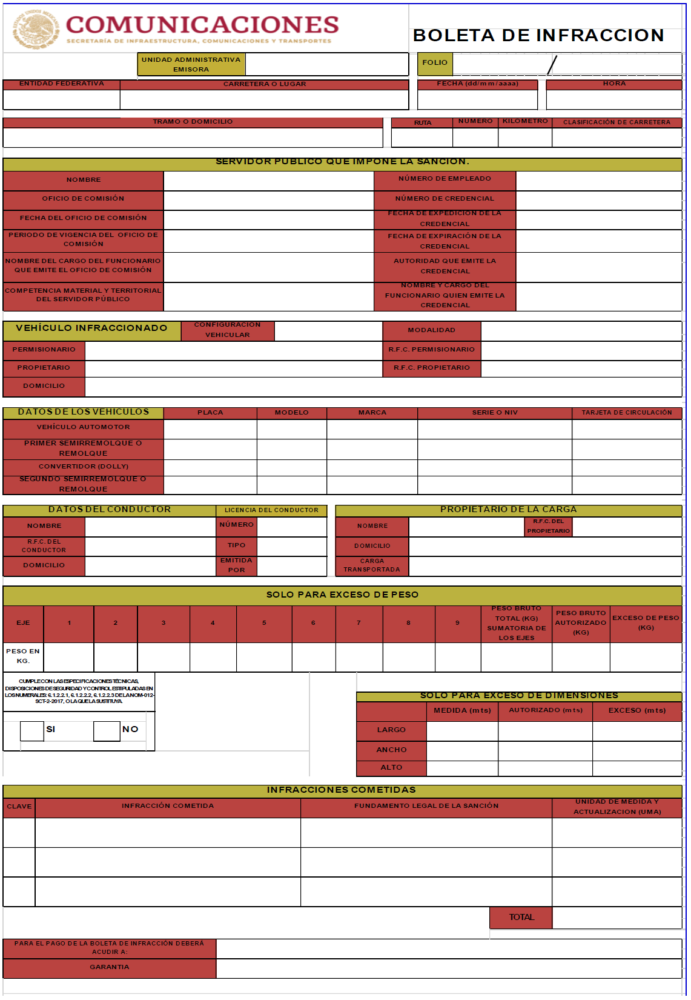 COMUNICACIONES
SECRETARÍA DE INFRAESTRUCTURA, COMUNICACIONES Y TRANSPORTES
BOLETA DE INFRACCION
UNIDAD ADMINISTRATIVA
EMISORA
FOLIO
/
ENTIDAD FEDERATIVA
CARRETERA O LUGAR
FECHA (dd/mm/aaaa)
HORA
TRAMO O DOMICILIO
RUTA
NÚMERO
KILOMETRO
CLASIFICACIÓN DE CARRETERA
SERVIDOR PÚBLICO QUE IMPONE LA SANCIÓN.
NOMBRE
NÚMERO DE EMPLEADO
OFICIO DE COMISIÓN
NÚMERO DE CREDENCIAL
FECHA DEL OFICIO DE COMISIÓN
FECHA DE EXPEDICIÓN DE LA
CREDENCIAL
PERIODO DE VIGENCIA DEL OFICIO DE
COMISIÓN
FECHA DE EXPIRACIÓN DE LA
CREDENCIAL
NOMBRE DEL CARGO DEL FUNCIONARIO
QUE EMITE EL OFICIO DE COMISIÓN
AUTORIDAD QUE EMITE LA
CREDENCIAL
COMPETENCIA MATERIAL Y TERRITORIAL
DEL SERVIDOR PÚBLICO
NOMBRE Y CARGO DEL
FUNCIONARIO QUIEN EMITE LA
CREDENCIAL
VEHÍCULO INFRACCIONADO
CONFIGURACIÓN
VEHICULAR
MODALIDAD
PERMISIONARIO
R.F.C. PERMISIONARIO
PROPIETARIO
R.F.C. PROPIETARIO
DOMICILIO
DATOS DE LOS VEHÍCULOS
PLACA
MODELO
MARCA
SERIE O NIV
TARJETA DE CIRCULACIÓN
VEHÍCULO AUTOMOTOR
PRIMER SEMIRREMOLQUE O
REMOLQUE
CONVERTIDOR (DOLLY)
SEGUNDO SEMIRREMOLQUE O
REMOLQUE
DATOS DEL CONDUCTOR
LICENCIA DEL CONDUCTOR
PROPIETARIO DE LA CARGA
NOMBRE
NÚMERO
NOMBRE
R.F.C. DEL
PROPIETARIO
R.F.C. DEL
CONDUCTOR
TIPO
DOMICILIO
DOMICILIO
EMITIDA
POR
CARGA
TRANSPORTADA
SOLO PARA EXCESO DE PESO
EJE
1
2
3
4
5
6
7
8
9
PESO BRUTO
TOTAL (KG)
SUMATORIA DE
LOS EJES
PESO BRUTO
AUTORIZADO
(KG)
EXCESO DE PESO
(KG)
PESO EN
KG.
CUMPLE CON LAS ESPECIFICACIONES TÉCNICAS,
DISPOSICIONES DE SEGURIDAD Y CONTROL ESTIPULADAS EN
LOS NUMERALES: 6.1.2.2.1, 6.1.2.2.2, 6.1.2.2.3 DE LA NOM-012-
SCT-2-2017, O LA QUE LA SUSTITUYA.
SI
NO
SOLO PARA EXCESO DE DIMENSIONES
MEDIDA (mts)
AUTORIZADO (mts)
EXCESO (mts)
LARGO
ANCHO
ALTO
INFRACCIONES COMETIDAS
CLAVE
INFRACCIÓN COMETIDA
FUNDAMENTO LEGAL DE LA SANCIÓN
UNIDAD DE MEDIDA Y
ACTUALIZACION (UMA)
TOTAL
PARA EL PAGO DE LA BOLETA DE INFRACCIÓN DEBERÁ
ACUDIR A:
GARANTIA